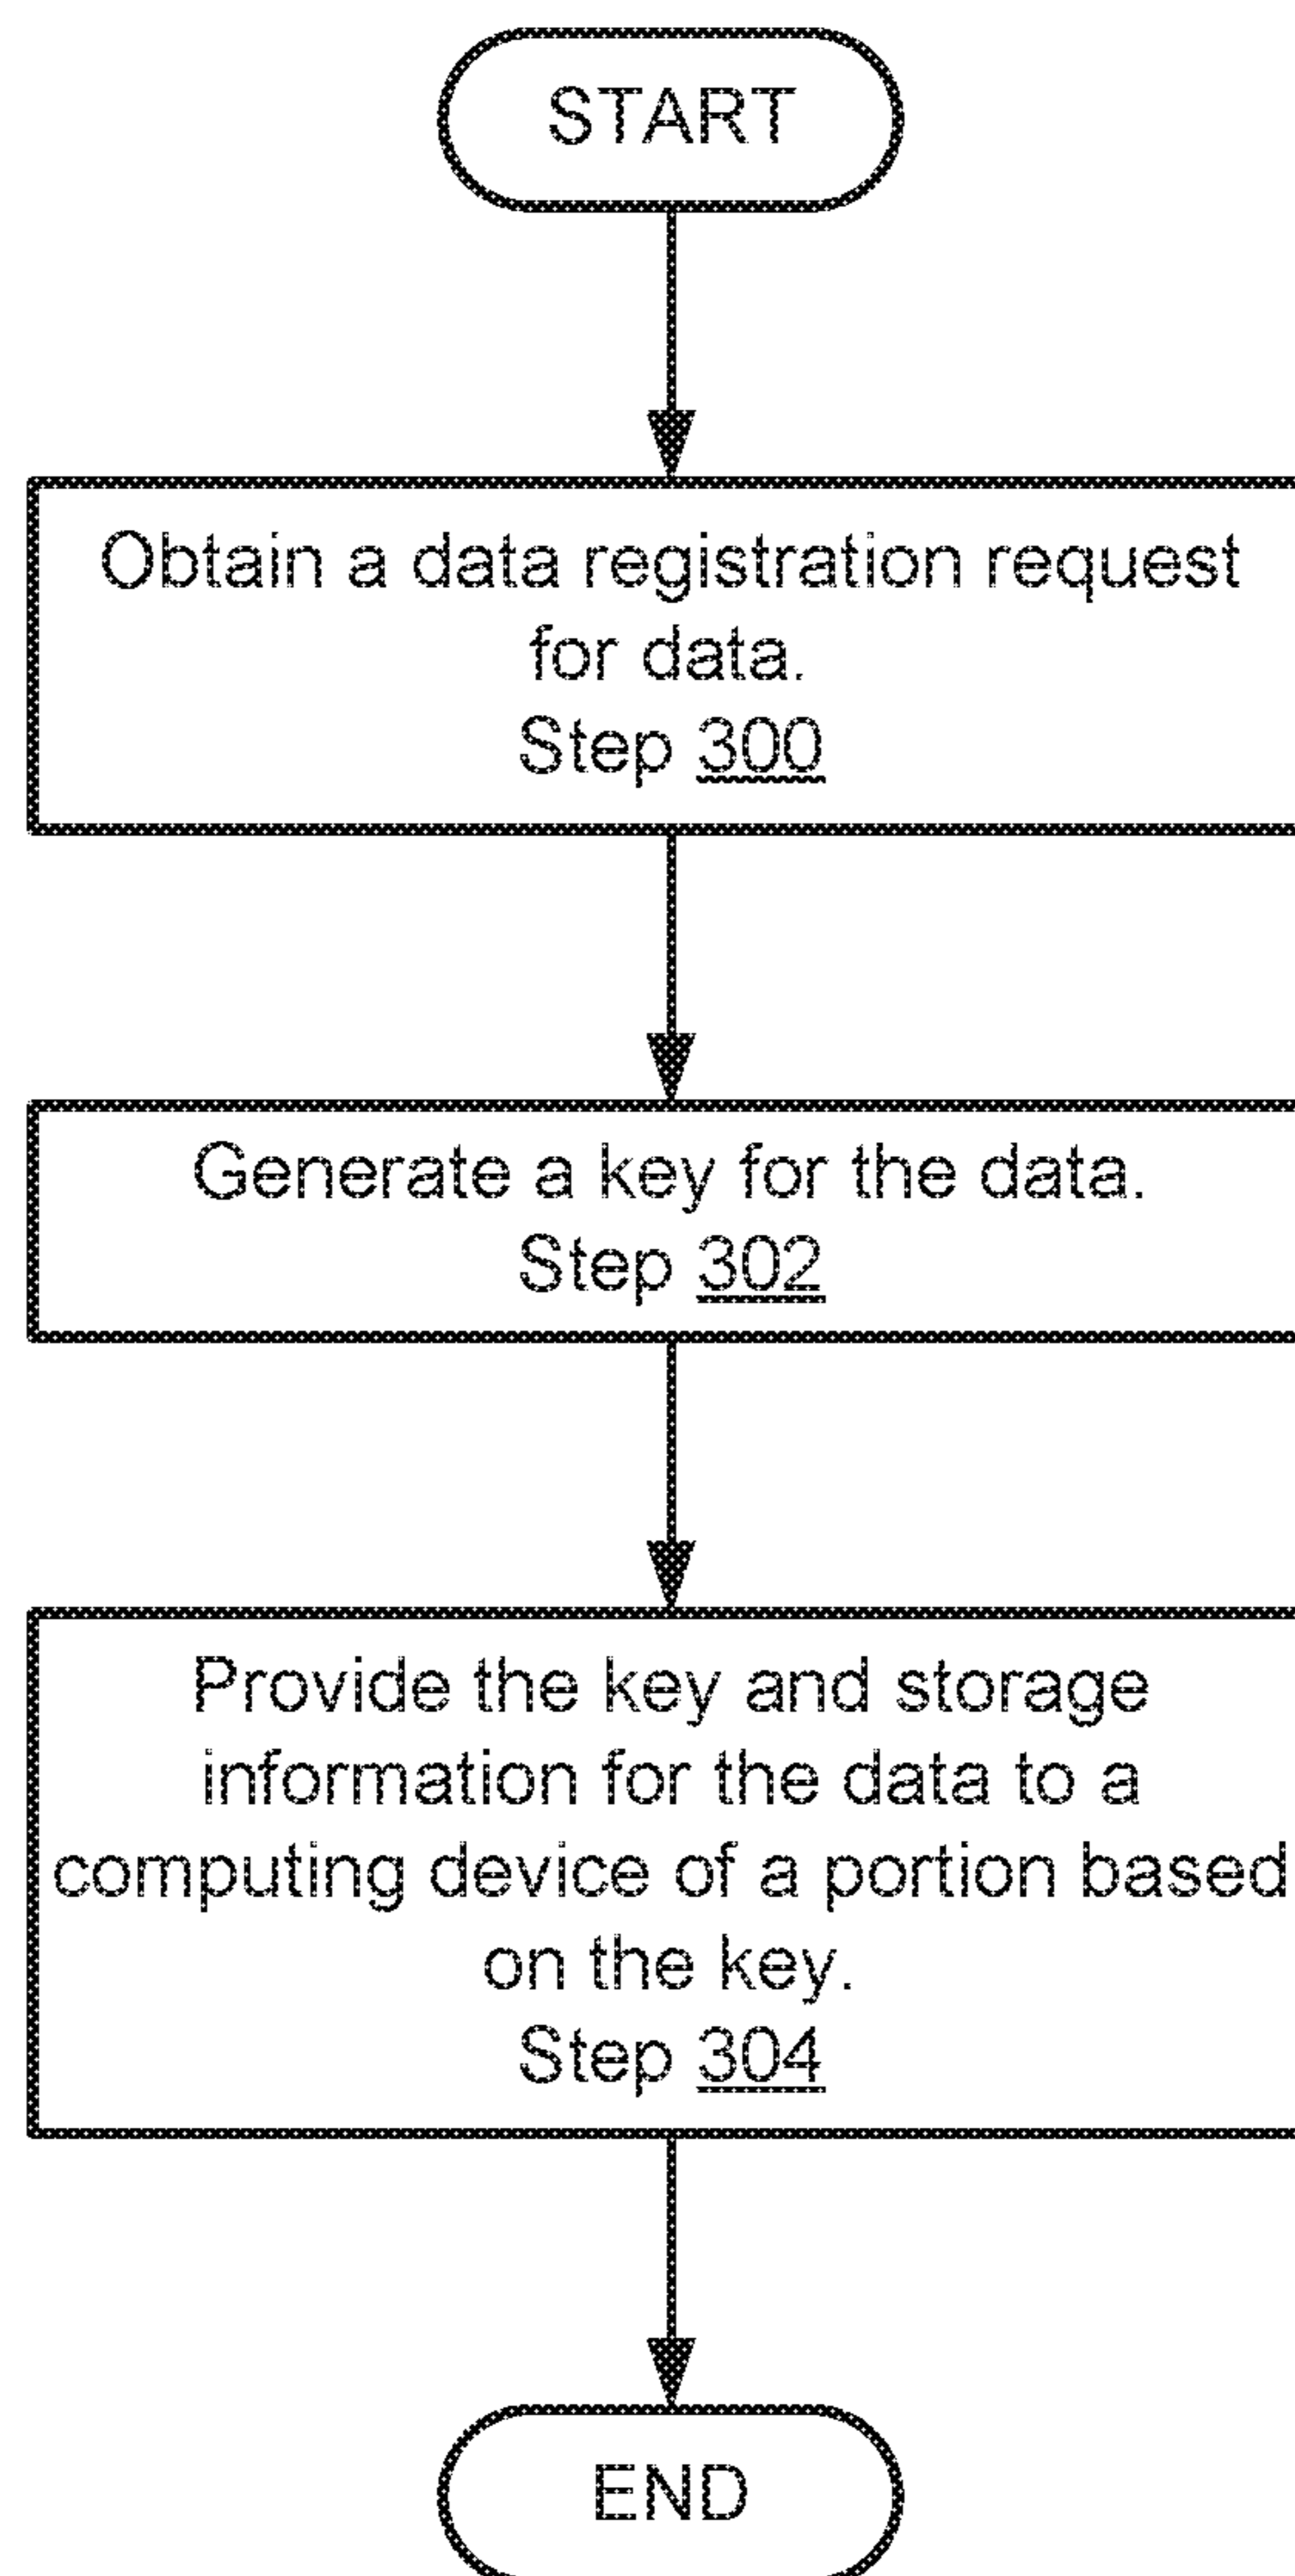 START
Obtain a data registration request
for data.
Step 300
Generate a key for the data.
Step 302
Provide the key and storage
information for the data to a
computing device of a portion based
on the key.
Step 304
END